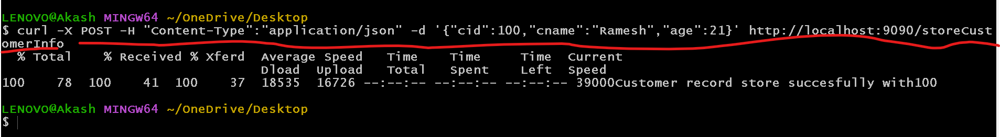 LENOVO@Akash MINGW64 ~/OneDrive/Desktop
$ curl -X POST -H "Content-Type":"application/json" -d '{"cid":100,"cname":"Ramesh","age":21}' http://localhost:9090/storeCust
omerInfo
% Total % Received % Xferd Average Speed Time Time Time Current
Dload Upload Total Spent Left Speed
100 78 100 41 100 37 18535 16726 --:--:-- --:--:-- --:--:-- 39000Customer record store succesfully with100
LENOVO@Akash MINGW64 ~/OneDrive/Desktop
$